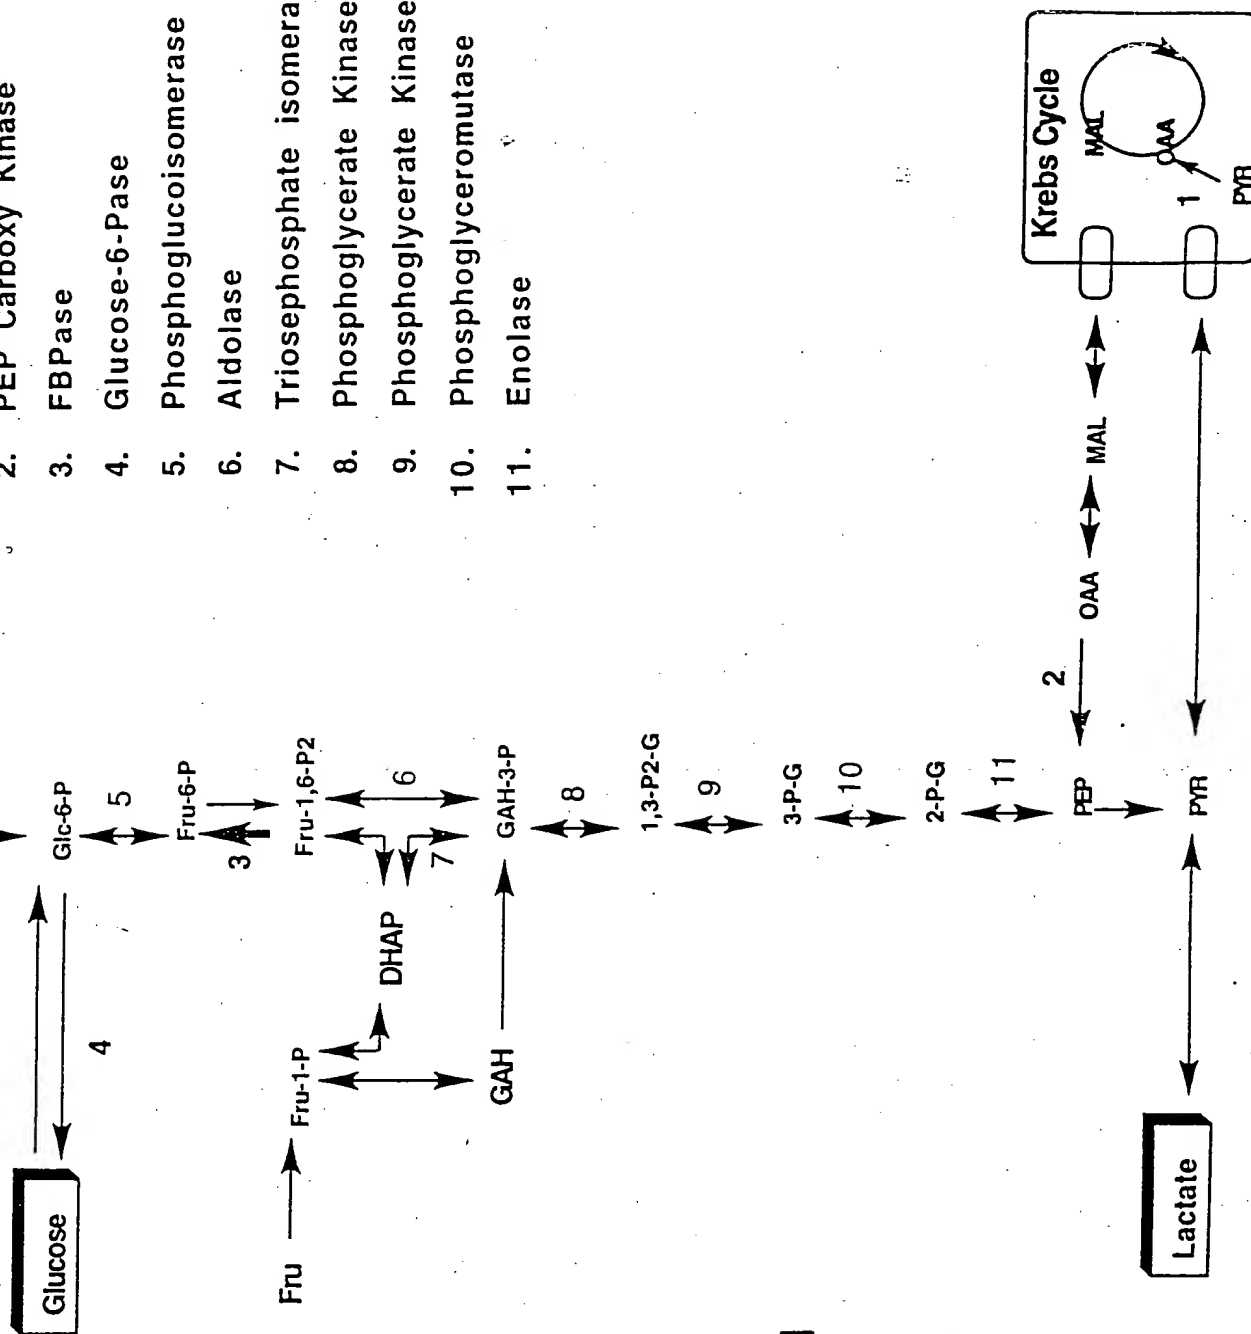 2. PEP Carboxy Kinase
3. FBPase
4. Glucose-6-Pase
5. Phosphoglucoisomerase
6. Aldolase
7. Triosephosphate isomera
8. Phosphoglycerate Kinase
9. Phosphoglycerate Kinase
10. Phosphoglyceromutase
11. Enolase
Glucose
4
Glc-6-P
5
Fru-6-P
3
Fru
Fru-1-P
Fru-1,6-P2
DHAP
6
7
GAH
GAH-3-P
8
1,3-P2-G
9
3-P-G
10
2-P-G
11
PEP
2
OAA
MAL
Lactate
PYR
Krebs Cycle
MAL
OAA
1
PYR